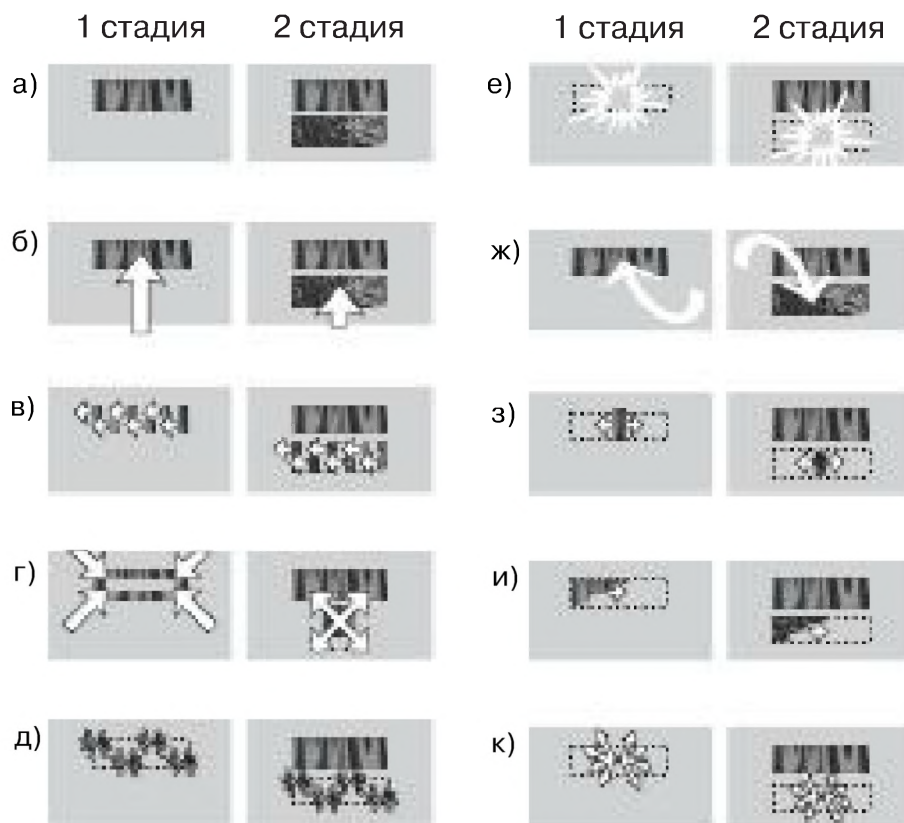 1 стадия 2 стадия 1 стадия 2 стадия
а) е)
б) ж)
в) з)
г) и)
д) к)